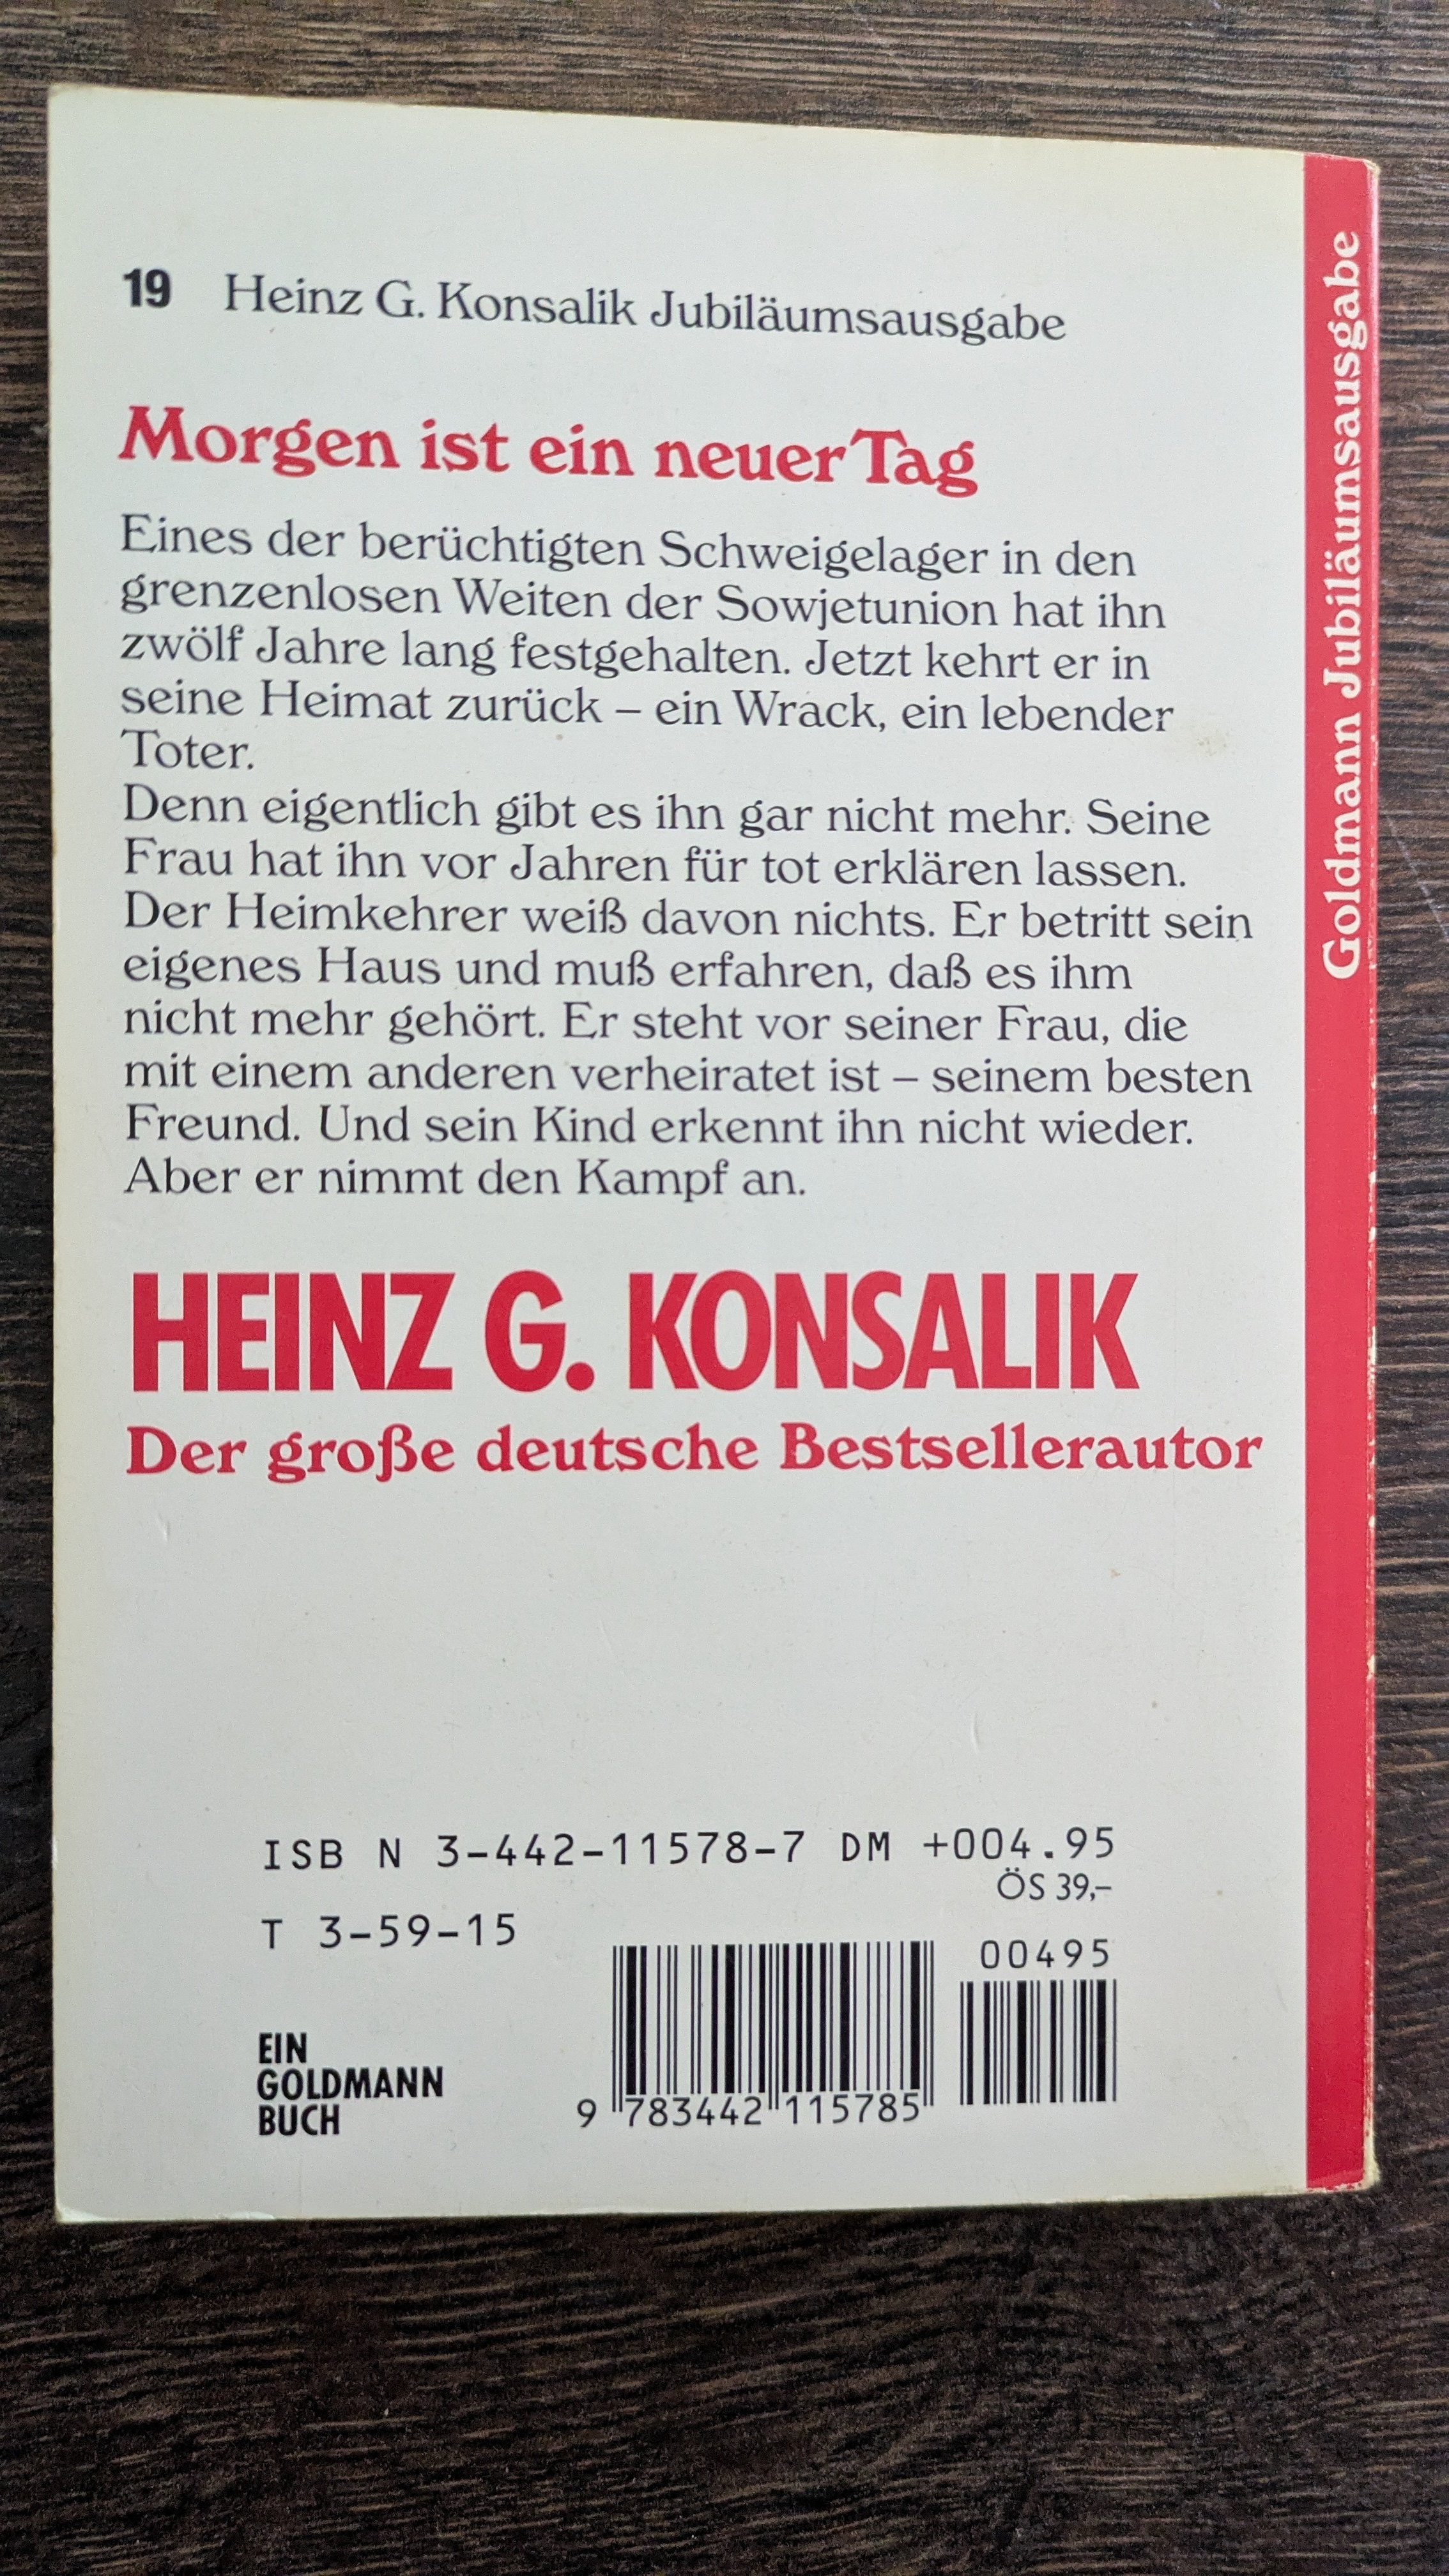 19 Heinz G. Konsalik Jubiläumsausgabe
Morgen ist ein neuer Tag
Eines der berüchtigten Schweigelager in den
grenzenlosen Weiten der Sowjetunion hat ihn
zwölf Jahre lang festgehalten. Jetzt kehrt er in
seine Heimat zurück – ein Wrack, ein lebender
Toter.
Denn eigentlich gibt es ihn gar nicht mehr. Seine
Frau hat ihn vor Jahren für tot erklären lassen.
Der Heimkehrer weiß davon nichts. Er betritt sein
eigenes Haus und muß erfahren, daß es ihm
nicht mehr gehört. Er steht vor seiner Frau, die
mit einem anderen verheiratet ist – seinem besten
Freund. Und sein Kind erkennt ihn nicht wieder.
Aber er nimmt den Kampf an.
HEINZ G. KONSALIK
Der große deutsche Bestsellerautor
ISB N 3-442-11578-7 DM +004.95
ÖS 39,–
T 3-59-15
00495
EIN
GOLDMANN
BUCH
9 783442 115785
Goldmann Jubiläumsausgabe